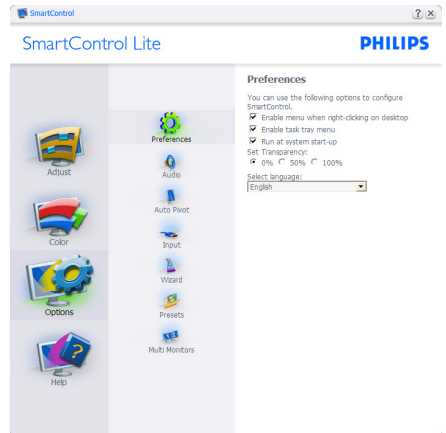 SmartControl
SmartControl Lite
PHILIPS
Adjust
Color
Options
Help
Preferences
Audio
Auto Pivot
Input
Wizard
Presets
Multi Monitors
Preferences
You can use the following options to configure
SmartControl.
Enable menu when right-clicking on desktop
Enable task tray menu
Run at system start-up
Set Transparency:
0% 50% 100%
Select language:
English